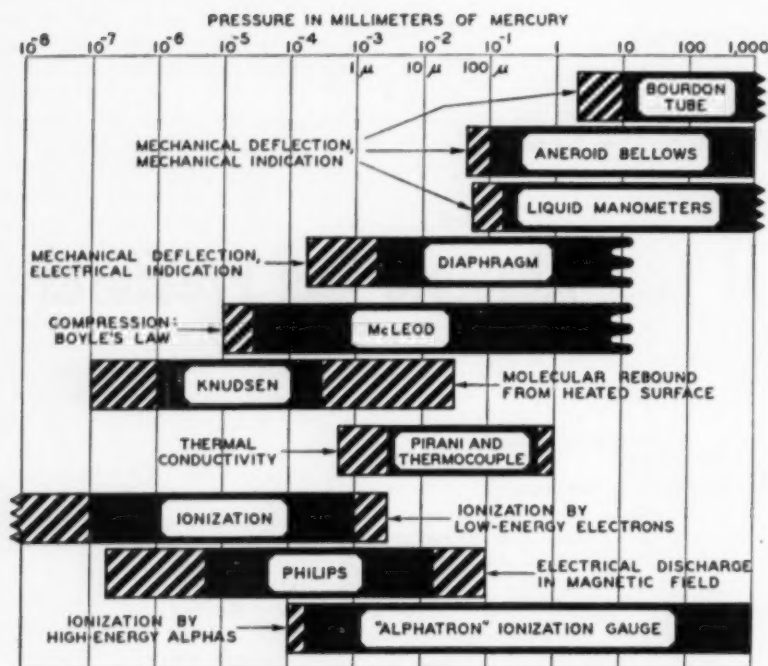 PRESSURE IN MILLIMETERS OF MERCURY
10⁻⁸ 10⁻⁷ 10⁻⁶ 10⁻⁵ 10⁻⁴ 10⁻³ 10⁻² 10⁻¹ 1 10 100 1,000
1 μ 10 μ 100 μ
BOURDON
TUBE
MECHANICAL DEFLECTION,
MECHANICAL INDICATION
ANEROID BELLOWS
LIQUID MANOMETERS
MECHANICAL DEFLECTION,
ELECTRICAL INDICATION
DIAPHRAGM
COMPRESSION:
BOYLE'S LAW
McLEOD
KNUDSEN
MOLECULAR REBOUND
FROM HEATED SURFACE
THERMAL
CONDUCTIVITY
PIRANI AND
THERMOCOUPLE
IONIZATION
IONIZATION BY
LOW-ENERGY ELECTRONS
PHILIPS
ELECTRICAL DISCHARGE
IN MAGNETIC FIELD
IONIZATION BY
HIGH-ENERGY ALPHAS
"ALPHATRON" IONIZATION GAUGE